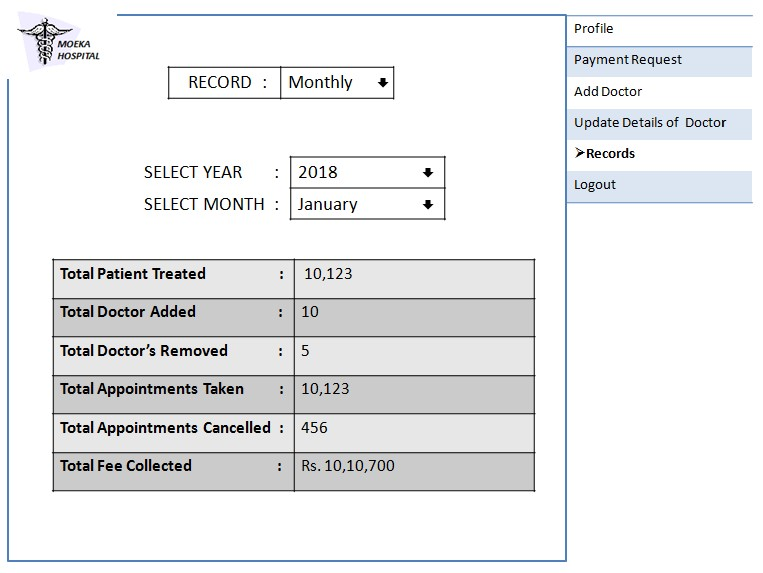 MOEKA
HOSPITAL
RECORD : Monthly
SELECT YEAR : 2018
SELECT MONTH : January
Total Patient Treated : 10,123
Total Doctor Added : 10
Total Doctor’s Removed : 5
Total Appointments Taken : 10,123
Total Appointments Cancelled : 456
Total Fee Collected : Rs. 10,10,700
Profile
Payment Request
Add Doctor
Update Details of Doctor
➢Records
Logout